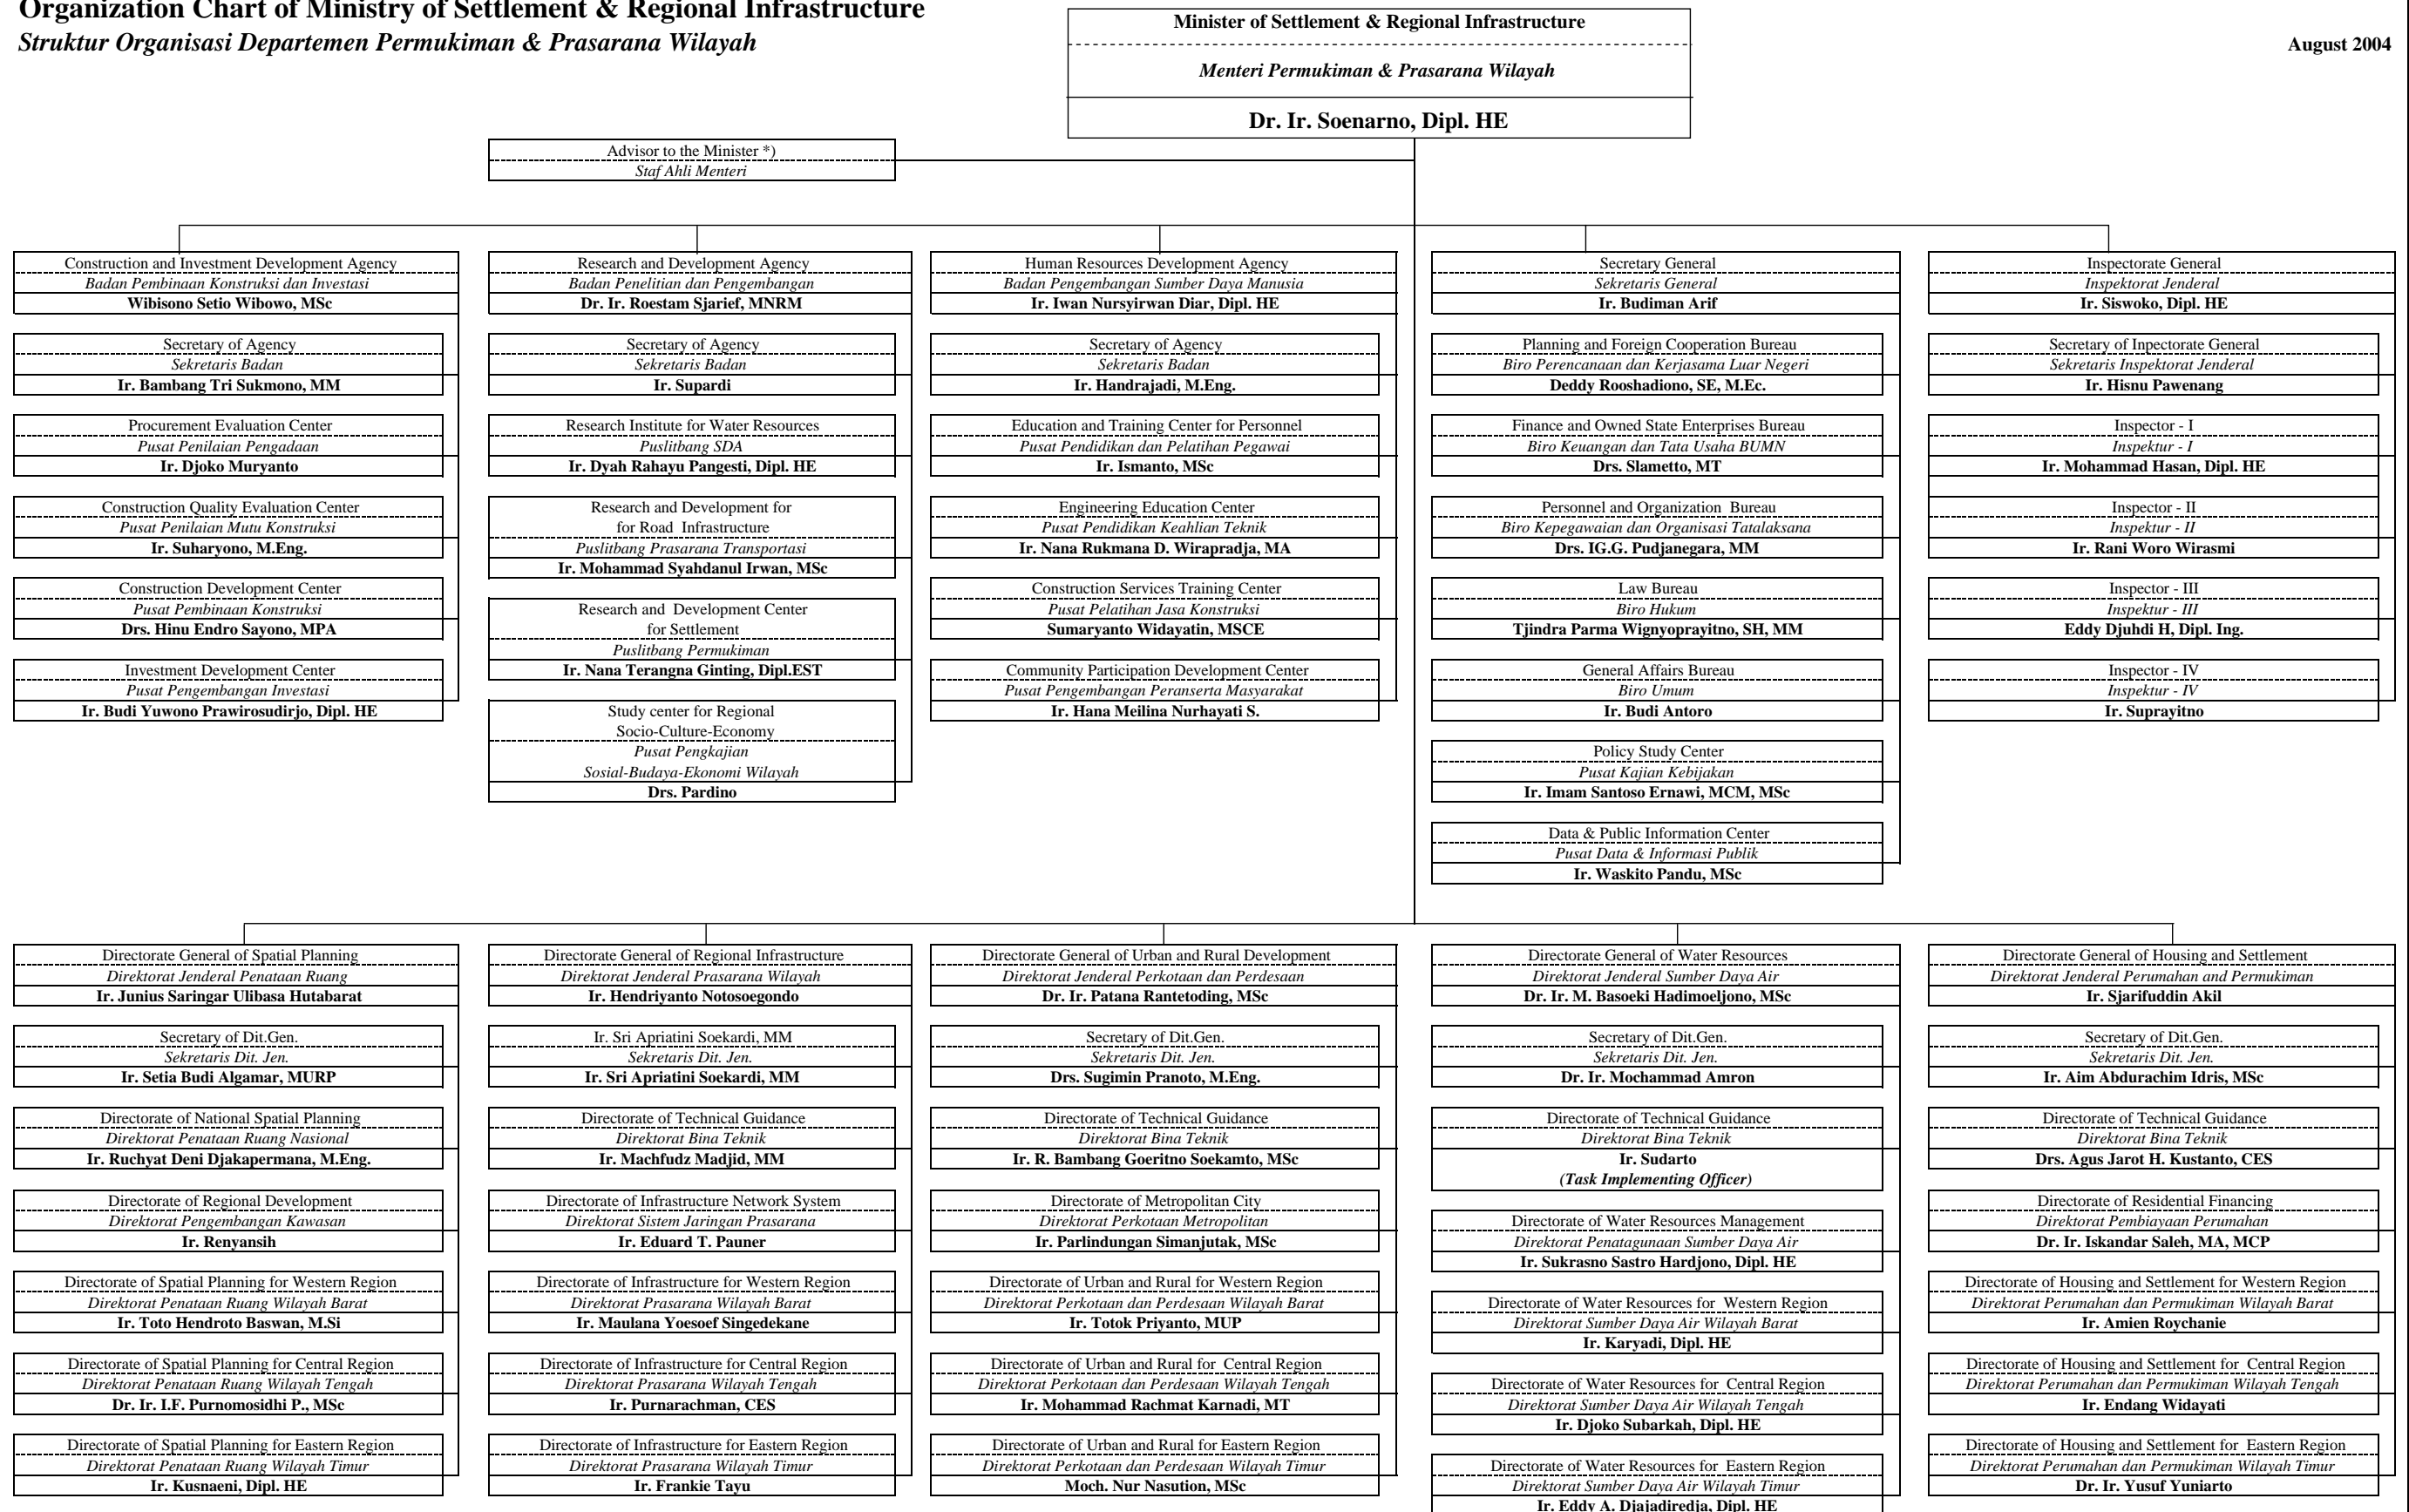 Organization Chart of Ministry of Settlement & Regional Infrastructure
Struktur Organisasi Departemen Permukiman & Prasarana Wilayah
Minister of Settlement & Regional Infrastructure
Menteri Permukiman & Prasarana Wilayah
Dr. Ir. Soenarno, Dipl. HE
August 2004
Advisor to the Minister *)
Staf Ahli Menteri
Construction and Investment Development Agency
Badan Pembinaan Konstruksi dan Investasi
Wibisono Setio Wibowo, MSc
Secretary of Agency
Sekretaris Badan
Ir. Bambang Tri Sukmono, MM
Procurement Evaluation Center
Pusat Penilaian Pengadaan
Ir. Djoko Muryanto
Construction Quality Evaluation Center
Pusat Penilaian Mutu Konstruksi
Ir. Suharyono, M.Eng.
Construction Development Center
Pusat Pembinaan Konstruksi
Drs. Hinu Endro Sayono, MPA
Investment Development Center
Pusat Pengembangan Investasi
Ir. Budi Yuwono Prawirosudirjo, Dipl. HE
Research and Development Agency
Badan Penelitian dan Pengembangan
Dr. Ir. Roestam Sjarief, MNRM
Secretary of Agency
Sekretaris Badan
Ir. Supardi
Research Institute for Water Resources
Puslitbang SDA
Ir. Dyah Rahayu Pangesti, Dipl. HE
Research and Development for
for Road Infrastructure
Puslitbang Prasarana Transportasi
Ir. Mohammad Syahdanul Irwan, MSc
Research and Development Center
for Settlement
Puslitbang Permukiman
Ir. Nana Terangna Ginting, Dipl.EST
Study center for Regional
Socio-Culture-Economy
Pusat Pengkajian
Sosial-Budaya-Ekonomi Wilayah
Drs. Pardino
Human Resources Development Agency
Badan Pengembangan Sumber Daya Manusia
Ir. Iwan Nursyirwan Diar, Dipl. HE
Secretary of Agency
Sekretaris Badan
Ir. Handrajadi, M.Eng.
Education and Training Center for Personnel
Pusat Pendidikan dan Pelatihan Pegawai
Ir. Ismanto, MSc
Engineering Education Center
Pusat Pendidikan Keahlian Teknik
Ir. Nana Rukmana D. Wirapradja, MA
Construction Services Training Center
Pusat Pelatihan Jasa Konstruksi
Sumaryanto Widayatin, MSCE
Community Participation Development Center
Pusat Pengembangan Peranserta Masyarakat
Ir. Hana Meilina Nurhayati S.
Secretary General
Sekretaris General
Ir. Budiman Arif
Planning and Foreign Cooperation Bureau
Biro Perencanaan dan Kerjasama Luar Negeri
Deddy Rooshadiono, SE, M.Ec.
Finance and Owned State Enterprises Bureau
Biro Keuangan dan Tata Usaha BUMN
Drs. Slametto, MT
Personnel and Organization Bureau
Biro Kepegawaian dan Organisasi Tatalaksana
Drs. IG.G. Pudjanegara, MM
Law Bureau
Biro Hukum
Tjindra Parma Wignyoprayitno, SH, MM
General Affairs Bureau
Biro Umum
Ir. Budi Antoro
Policy Study Center
Pusat Kajian Kebijakan
Ir. Imam Santoso Ernawi, MCM, MSc
Data & Public Information Center
Pusat Data & Informasi Publik
Ir. Waskito Pandu, MSc
Inspectorate General
Inspektorat Jenderal
Ir. Siswoko, Dipl. HE
Secretary of Inpectorate General
Sekretaris Inspektorat Jenderal
Ir. Hisnu Pawenang
Inspector - I
Inspektur - I
Ir. Mohammad Hasan, Dipl. HE
Inspector - II
Inspektur - II
Ir. Rani Woro Wirasmi
Inspector - III
Inspektur - III
Eddy Djuhdi H, Dipl. Ing.
Inspector - IV
Inspektur - IV
Ir. Suprayitno
Directorate General of Spatial Planning
Direktorat Jenderal Penataan Ruang
Ir. Junius Saringar Ulibasa Hutabarat
Secretary of Dit.Gen.
Sekretaris Dit. Jen.
Ir. Setia Budi Algamar, MURP
Directorate of National Spatial Planning
Direktorat Penataan Ruang Nasional
Ir. Ruchyat Deni Djakapermana, M.Eng.
Directorate of Regional Development
Direktorat Pengembangan Kawasan
Ir. Renyansih
Directorate of Spatial Planning for Western Region
Direktorat Penataan Ruang Wilayah Barat
Ir. Toto Hendroto Baswan, M.Si
Directorate of Spatial Planning for Central Region
Direktorat Penataan Ruang Wilayah Tengah
Dr. Ir. I.F. Purnomosidhi P., MSc
Directorate of Spatial Planning for Eastern Region
Direktorat Penataan Ruang Wilayah Timur
Ir. Kusnaeni, Dipl. HE
Directorate General of Regional Infrastructure
Direktorat Jenderal Prasarana Wilayah
Ir. Hendriyanto Notosoegondo
Ir. Sri Apriatini Soekardi, MM
Sekretaris Dit. Jen.
Ir. Sri Apriatini Soekardi, MM
Directorate of Technical Guidance
Direktorat Bina Teknik
Ir. Machfudz Madjid, MM
Directorate of Infrastructure Network System
Direktorat Sistem Jaringan Prasarana
Ir. Eduard T. Pauner
Directorate of Infrastructure for Western Region
Direktorat Prasarana Wilayah Barat
Ir. Maulana Yoesoef Singedekane
Directorate of Infrastructure for Central Region
Direktorat Prasarana Wilayah Tengah
Ir. Purnarachman, CES
Directorate of Infrastructure for Eastern Region
Direktorat Prasarana Wilayah Timur
Ir. Frankie Tayu
Directorate General of Urban and Rural Development
Direktorat Jenderal Perkotaan dan Perdesaan
Dr. Ir. Patana Rantetoding, MSc
Secretary of Dit.Gen.
Sekretaris Dit. Jen.
Drs. Sugimin Pranoto, M.Eng.
Directorate of Technical Guidance
Direktorat Bina Teknik
Ir. R. Bambang Goeritno Soekamto, MSc
Directorate of Metropolitan City
Direktorat Perkotaan Metropolitan
Ir. Parlindungan Simanjutak, MSc
Directorate of Urban and Rural for Western Region
Direktorat Perkotaan dan Perdesaan Wilayah Barat
Ir. Totok Priyanto, MUP
Directorate of Urban and Rural for Central Region
Direktorat Perkotaan dan Perdesaan Wilayah Tengah
Ir. Mohammad Rachmat Karnadi, MT
Directorate of Urban and Rural for Eastern Region
Direktorat Perkotaan dan Perdesaan Wilayah Timur
Moch. Nur Nasution, MSc
Directorate General of Water Resources
Direktorat Jenderal Sumber Daya Air
Dr. Ir. M. Basoeki Hadimoeljono, MSc
Secretary of Dit.Gen.
Sekretaris Dit. Jen.
Dr. Ir. Mochammad Amron
Directorate of Technical Guidance
Direktorat Bina Teknik
Ir. Sudarto
(Task Implementing Officer)
Directorate of Water Resources Management
Direktorat Penatagunaan Sumber Daya Air
Ir. Sukrasno Sastro Hardjono, Dipl. HE
Directorate of Water Resources for Western Region
Direktorat Sumber Daya Air Wilayah Barat
Ir. Karyadi, Dipl. HE
Directorate of Water Resources for Central Region
Direktorat Sumber Daya Air Wilayah Tengah
Ir. Djoko Subarkah, Dipl. HE
Directorate of Water Resources for Eastern Region
Direktorat Sumber Daya Air Wilayah Timur
Ir. Eddy A. Djajadiredja, Dipl. HE
Directorate General of Housing and Settlement
Direktorat Jenderal Perumahan and Permukiman
Ir. Sjarifuddin Akil
Secretary of Dit.Gen.
Sekretaris Dit. Jen.
Ir. Aim Abdurachim Idris, MSc
Directorate of Technical Guidance
Direktorat Bina Teknik
Drs. Agus Jarot H. Kustanto, CES
Directorate of Residential Financing
Direktorat Pembiayaan Perumahan
Dr. Ir. Iskandar Saleh, MA, MCP
Directorate of Housing and Settlement for Western Region
Direktorat Perumahan dan Permukiman Wilayah Barat
Ir. Amien Roychanie
Directorate of Housing and Settlement for Central Region
Direktorat Perumahan dan Permukiman Wilayah Tengah
Ir. Endang Widayati
Directorate of Housing and Settlement for Eastern Region
Direktorat Perumahan dan Permukiman Wilayah Timur
Dr. Ir. Yusuf Yuniarto